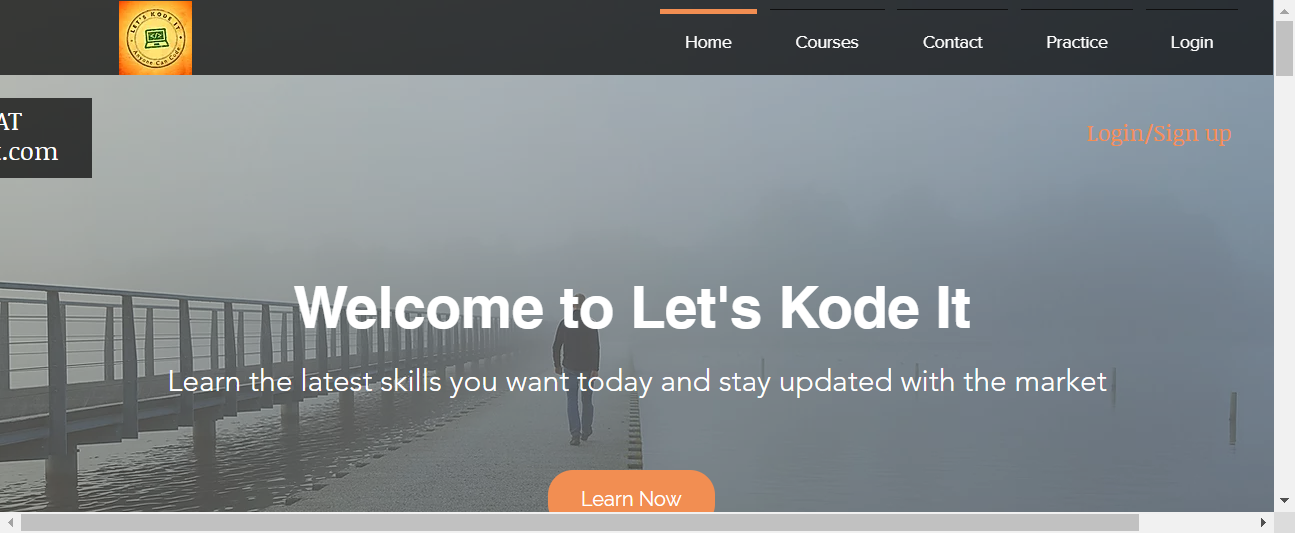 LET'S KODE IT
Anyone Can Code
Home Courses Contact Practice Login
AT
.com
Login/Sign up
Welcome to Let's Kode It
Learn the latest skills you want today and stay updated with the market
Learn Now